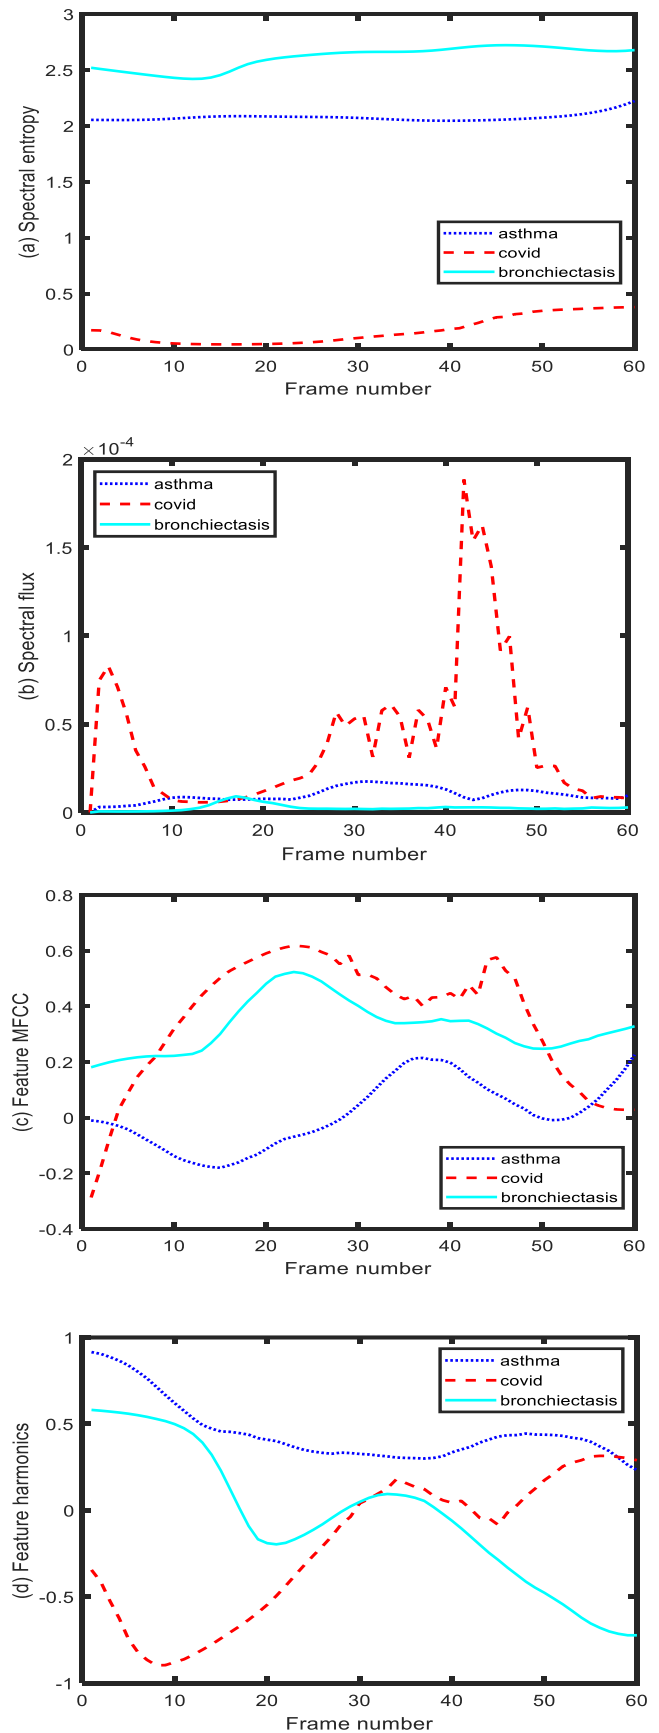 3
2.5
2
1.5
1
0.5
0
(a) Spectral entropy
asthma
covid
bronchiectasis
0 10 20 30 40 50 60
Frame number
× 10-4
2
1.5
1
0.5
0
(b) Spectral flux
asthma
covid
bronchiectasis
0 10 20 30 40 50 60
Frame number
0.8
0.6
0.4
0.2
0
-0.2
-0.4
(c) Feature MFCC
asthma
covid
bronchiectasis
0 10 20 30 40 50 60
Frame number
1
0.5
0
-0.5
-1
(d) Feature harmonics
asthma
covid
bronchiectasis
0 10 20 30 40 50 60
Frame number